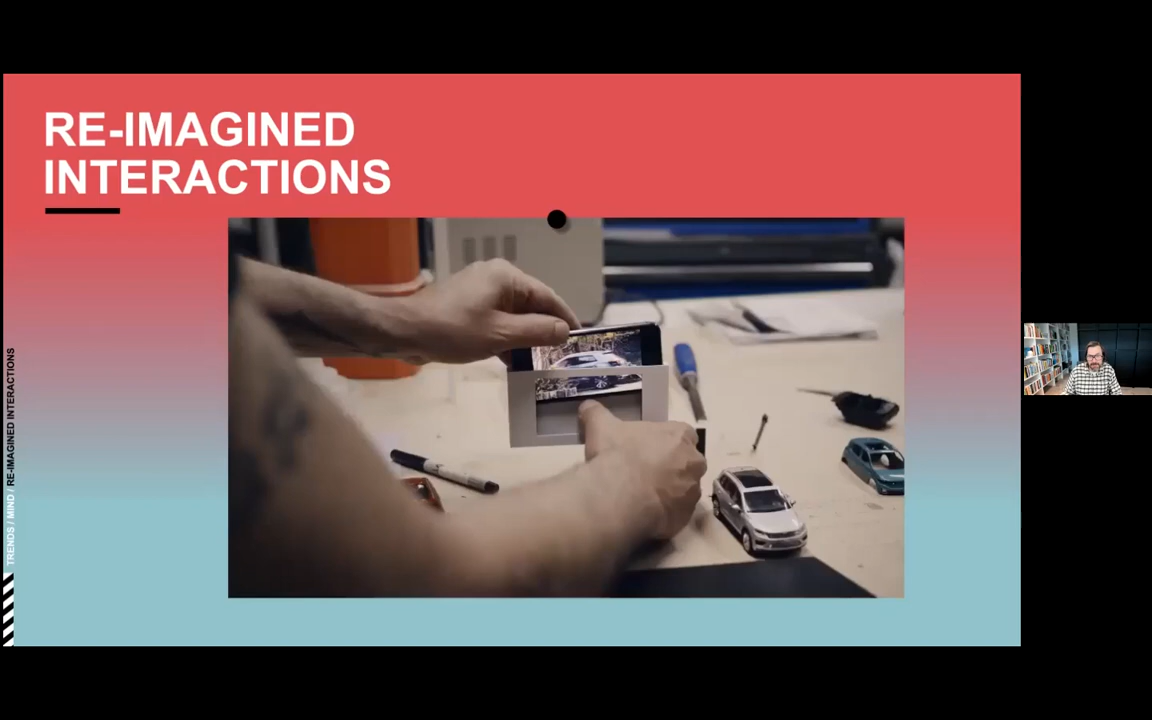 RE-IMAGINED
INTERACTIONS
TRENDS / MIND / RE-IMAGINED INTERACTIONS